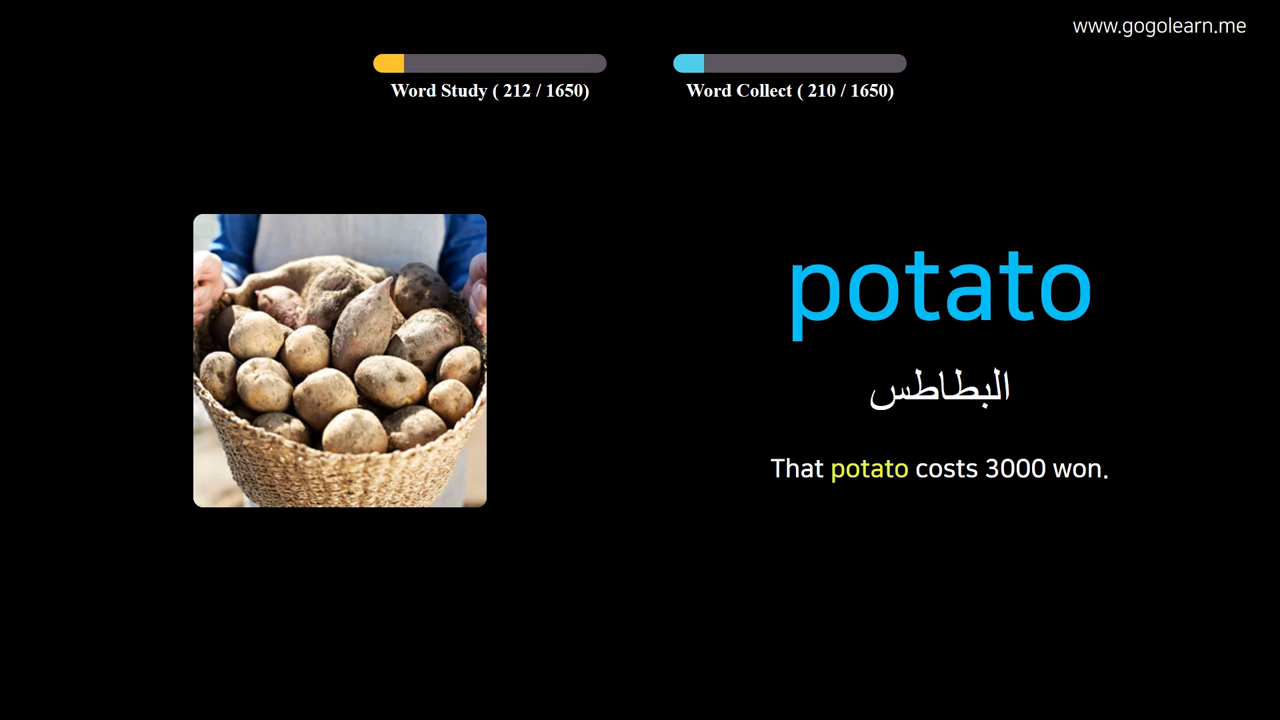 www.gogolearn.me
Word Study ( 212 / 1650)
Word Collect ( 210 / 1650)
potato
البطاطس
That potato costs 3000 won.